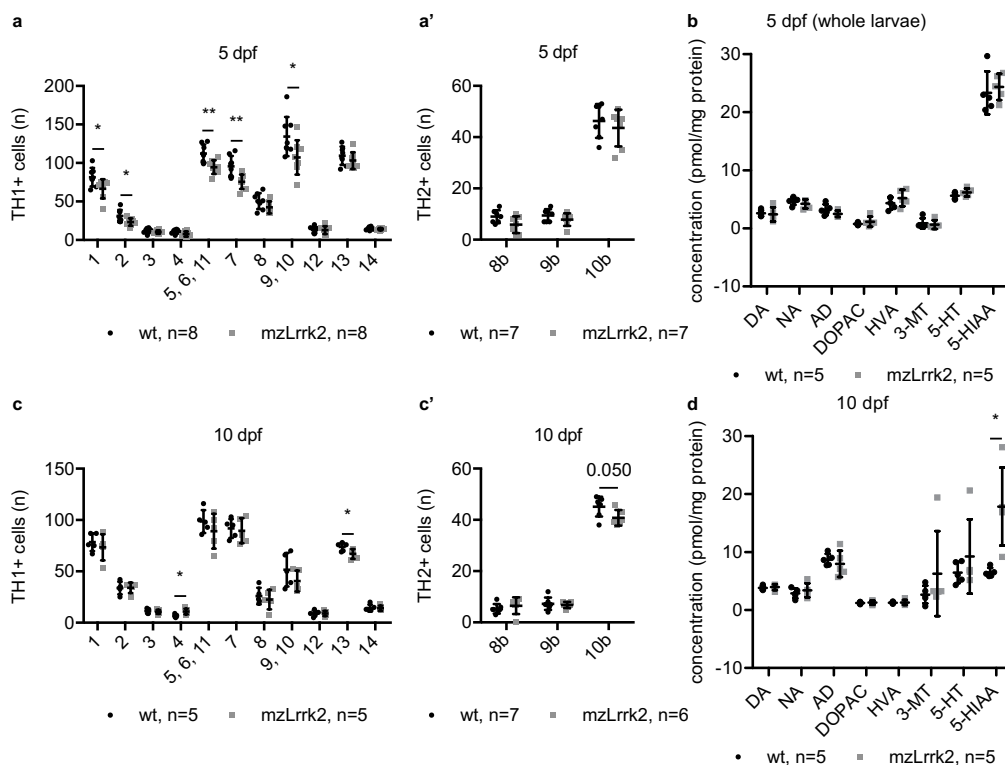 a
5 dpf
TH1+ cells (n)
200
150
100
50
0
*
*
**
**
*
1
2
3
4
5, 6, 11
7
8
9, 10
12
13
14
wt, n=8
mzLrrk2, n=8
a'
5 dpf
TH2+ cells (n)
60
40
20
0
8b
9b
10b
wt, n=7
mzLrrk2, n=7
b
5 dpf (whole larvae)
concentration (pmol/mg protein)
30
20
10
0
-10
DA
NA
AD
DOPAC
HVA
3-MT
5-HT
5-HIAA
wt, n=5
mzLrrk2, n=5
c
10 dpf
TH1+ cells (n)
150
100
50
0
*
*
1
2
3
4
5, 6, 11
7
8
9, 10
12
13
14
wt, n=5
mzLrrk2, n=5
c'
10 dpf
TH2+ cells (n)
60
40
20
0
0.050
8b
9b
10b
wt, n=7
mzLrrk2, n=6
d
10 dpf
concentration (pmol/mg protein)
30
20
10
0
-10
*
DA
NA
AD
DOPAC
HVA
3-MT
5-HT
5-HIAA
wt, n=5
mzLrrk2, n=5